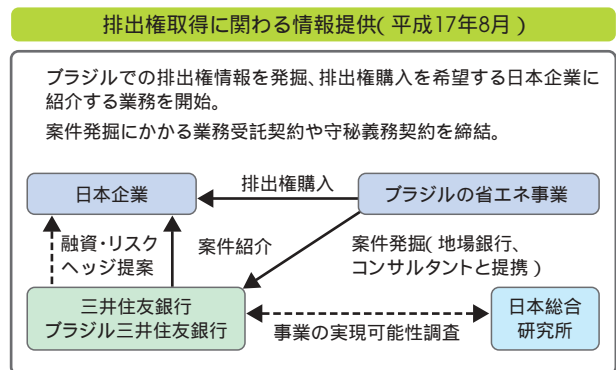 排出権取得に関わる情報提供(平成17年8月)
ブラジルでの排出権情報を発掘、排出権購入を希望する日本企業に
紹介する業務を開始。
案件発掘にかかる業務受託契約や守秘義務契約を締結。
日本企業
排出権購入
ブラジルの省エネ事業
融資・リスク
ヘッジ提案
案件紹介
案件発掘(地場銀行、
コンサルタントと提携)
三井住友銀行
ブラジル三井住友銀行
事業の実現可能性調査
日本総合
研究所